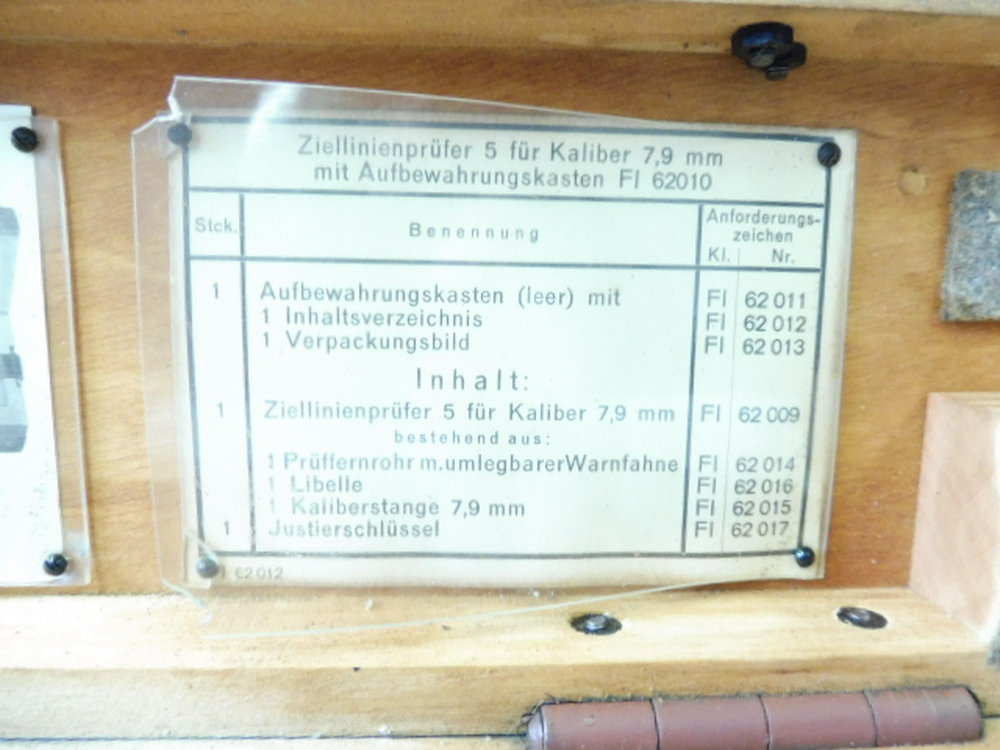 Ziellinienprüfer 5 für Kaliber 7,9 mm
mit Aufbewahrungskasten Fl 62010
Stck. Benennung Anforderungs-
zeichen
Kl. Nr.
1 Aufbewahrungskasten (leer) mit Fl 62 011
1 Inhaltsverzeichnis Fl 62 012
1 Verpackungsbild Fl 62 013
Inhalt:
1 Ziellinienprüfer 5 für Kaliber 7,9 mm Fl 62 009
bestehend aus:
1 Prüffernrohr m. umlegbarer Warnfahne Fl 62 014
1 Libelle Fl 62 016
1 Kaliberstange 7,9 mm Fl 62 015
1 Justierschlüssel Fl 62 017
62 012